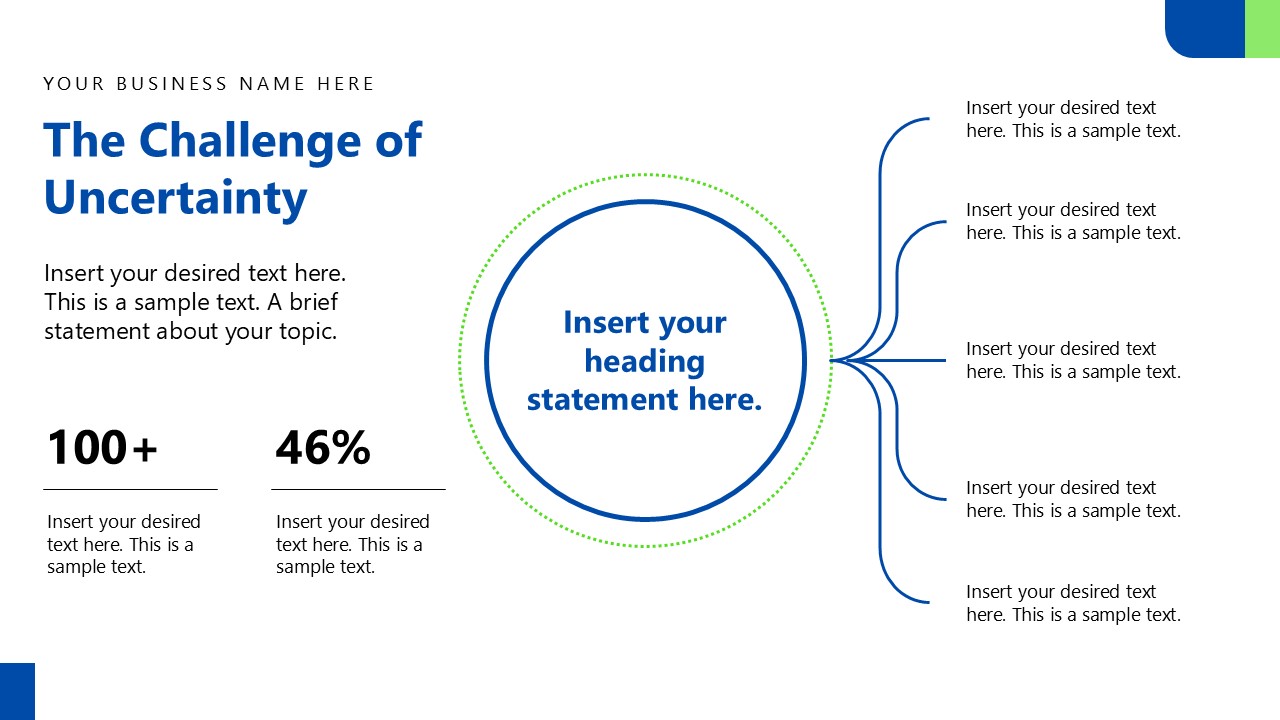 YOUR BUSINESS NAME HERE
The Challenge of
Uncertainty
Insert your desired text here.
This is a sample text. A brief
statement about your topic.
100+
Insert your desired
text here. This is a
sample text.
46%
Insert your desired
text here. This is a
sample text.
Insert your
heading
statement here.
Insert your desired text
here. This is a sample text.
Insert your desired text
here. This is a sample text.
Insert your desired text
here. This is a sample text.
Insert your desired text
here. This is a sample text.
Insert your desired text
here. This is a sample text.